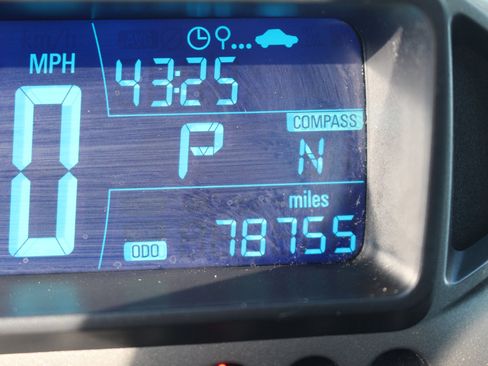 MPH
43:25
0
COMPASS
P N
miles
ODO 78755